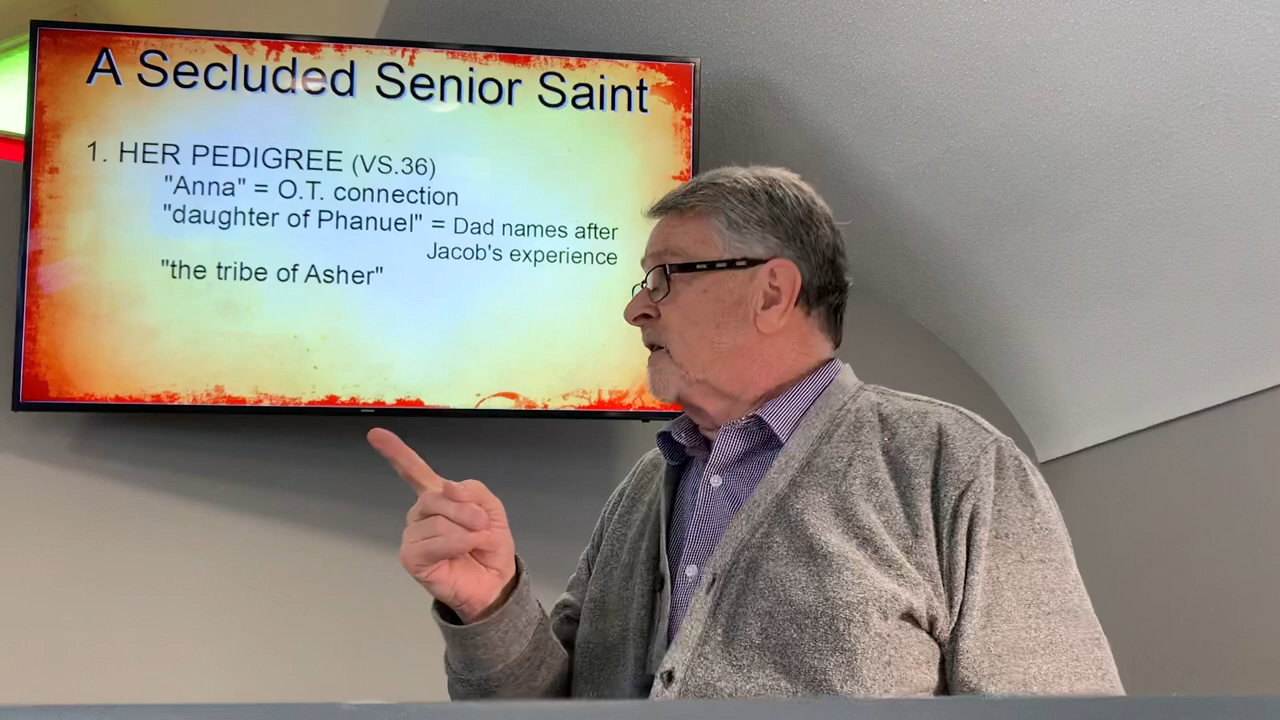 A Secluded Senior Saint
1. HER PEDIGREE (VS.36)
"Anna" = O.T. connection
"daughter of Phanuel" = Dad names after
Jacob's experience
"the tribe of Asher"